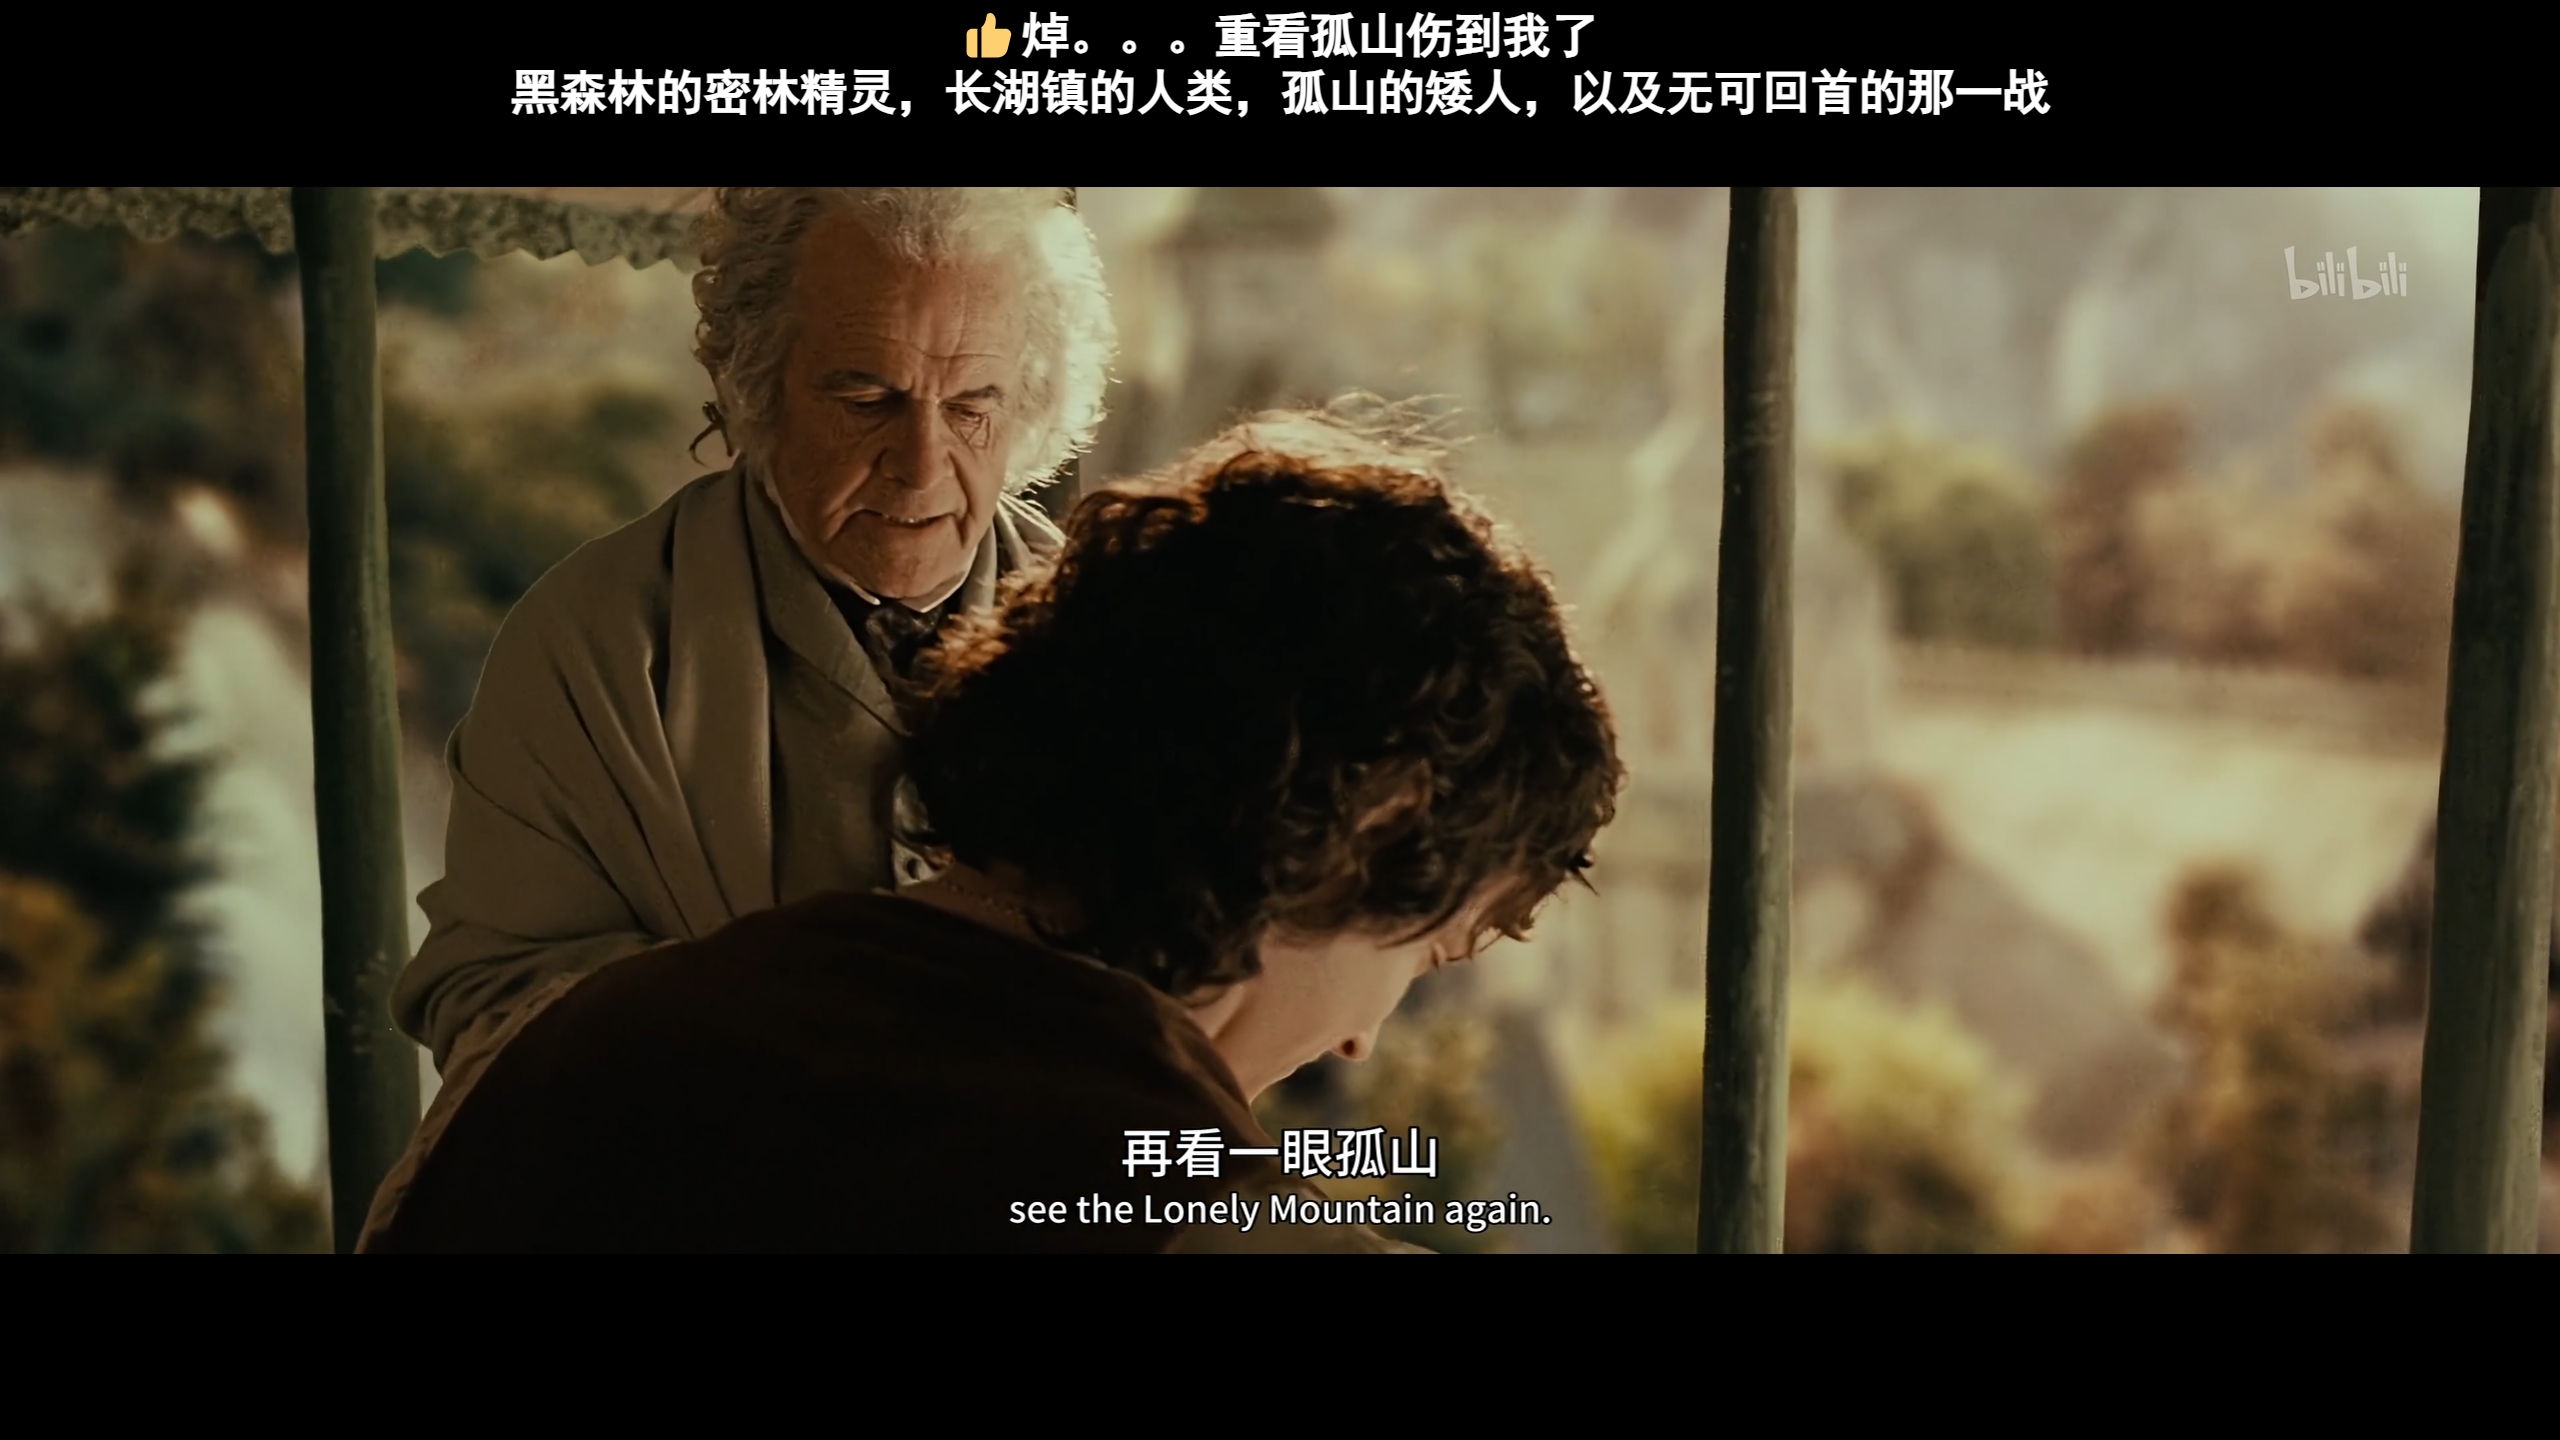 👍焯。。。重看孤山伤到我了
黑森林的密林精灵，长湖镇的人类，孤山的矮人，以及无可回首的那一战
bilibili
再看一眼孤山
see the Lonely Mountain again.